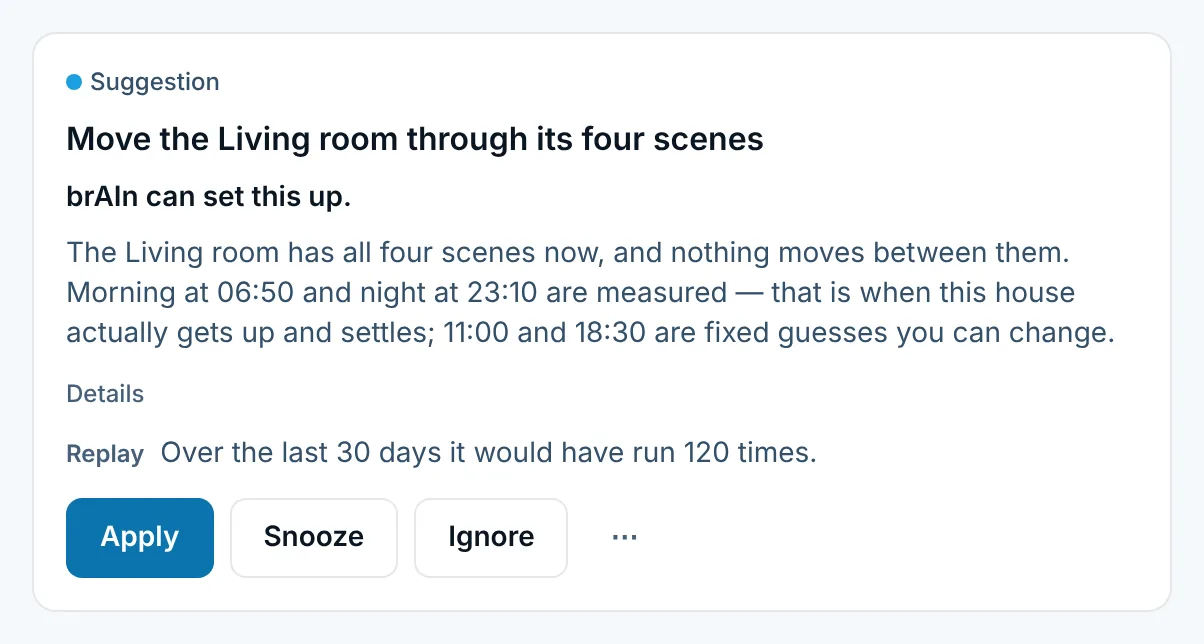 Suggestion
Move the Living room through its four scenes
brAIn can set this up.
The Living room has all four scenes now, and nothing moves between them.
Morning at 06:50 and night at 23:10 are measured — that is when this house
actually gets up and settles; 11:00 and 18:30 are fixed guesses you can change.
Details
Replay Over the last 30 days it would have run 120 times.
Apply Snooze Ignore ···